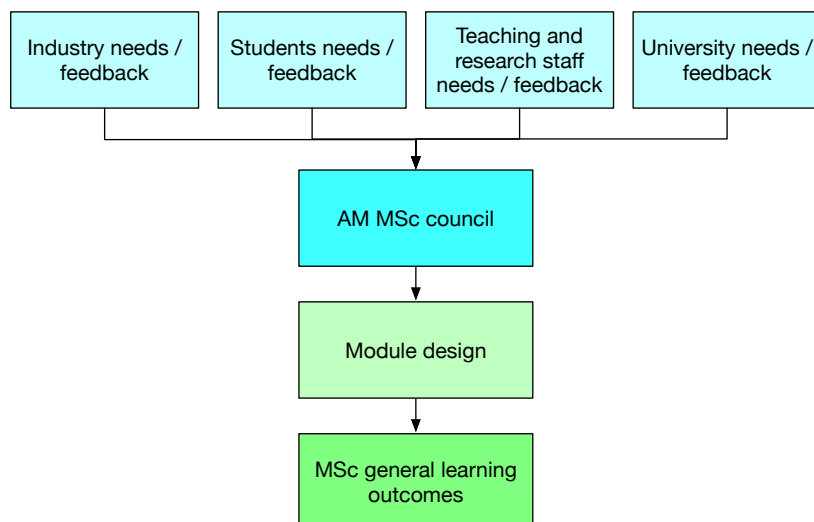 Industry needs /
feedback
Students needs /
feedback
Teaching and
research staff
needs / feedback
University needs /
feedback
AM MSc council
Module design
MSc general learning
outcomes